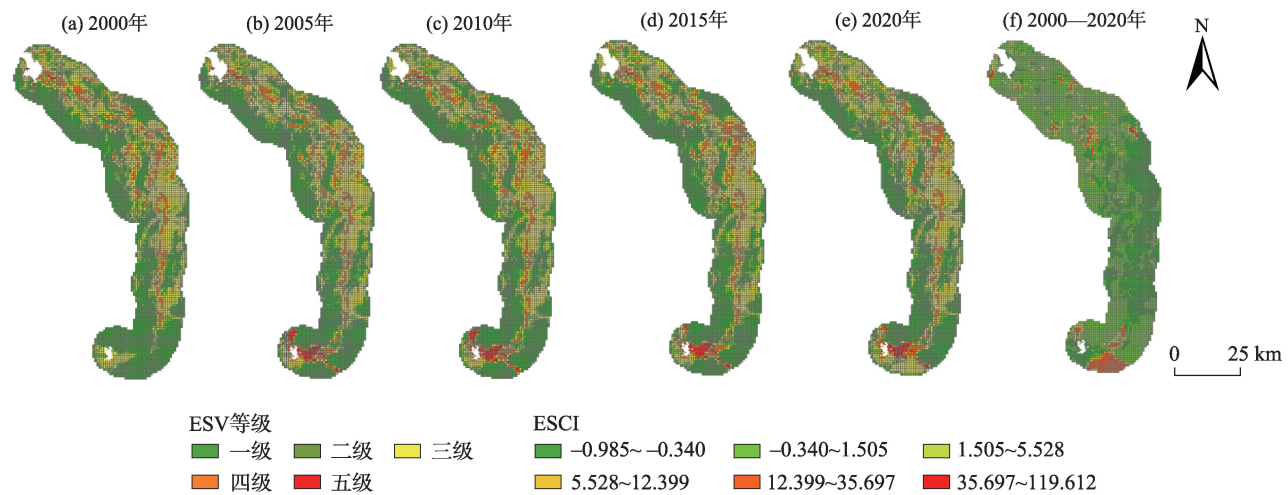 (a) 2000年
(b) 2005年
(c) 2010年
(d) 2015年
(e) 2020年
(f) 2000—2020年
N
0 25 km
ESV等级
一级 二级 三级
四级 五级
ESCI
–0.985~ –0.340 –0.340~1.505 1.505~5.528
5.528~12.399 12.399~35.697 35.697~119.612